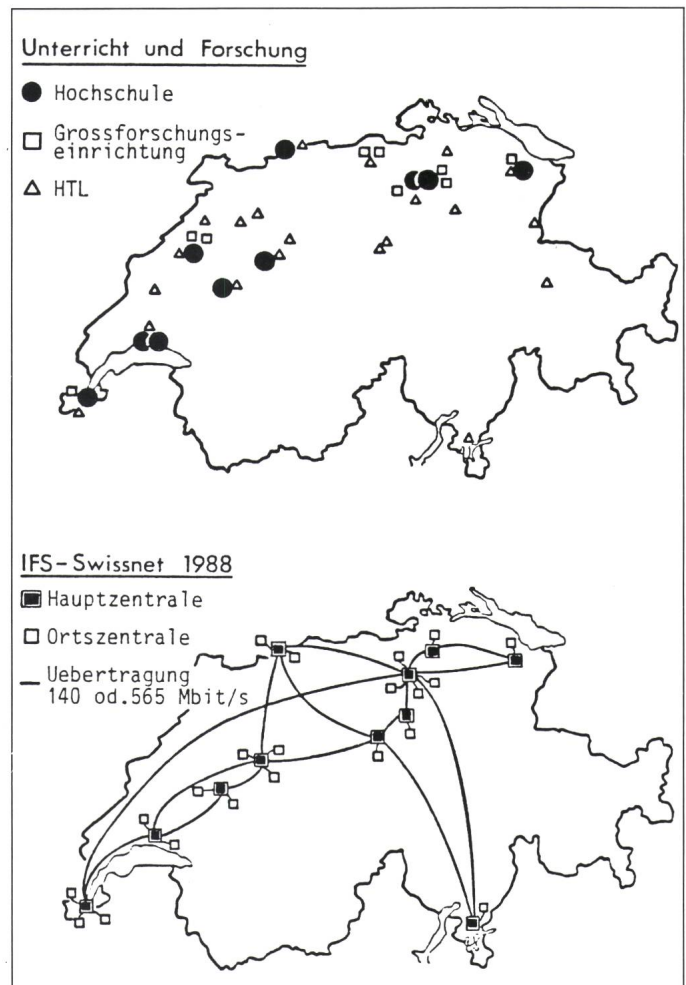 Unterricht und Forschung
Hochschule
Grossforschungs-
einrichtung
HTL
IFS-Swissnet 1988
Hauptzentrale
Ortszentrale
Uebertragung
140 od.565 Mbit/s